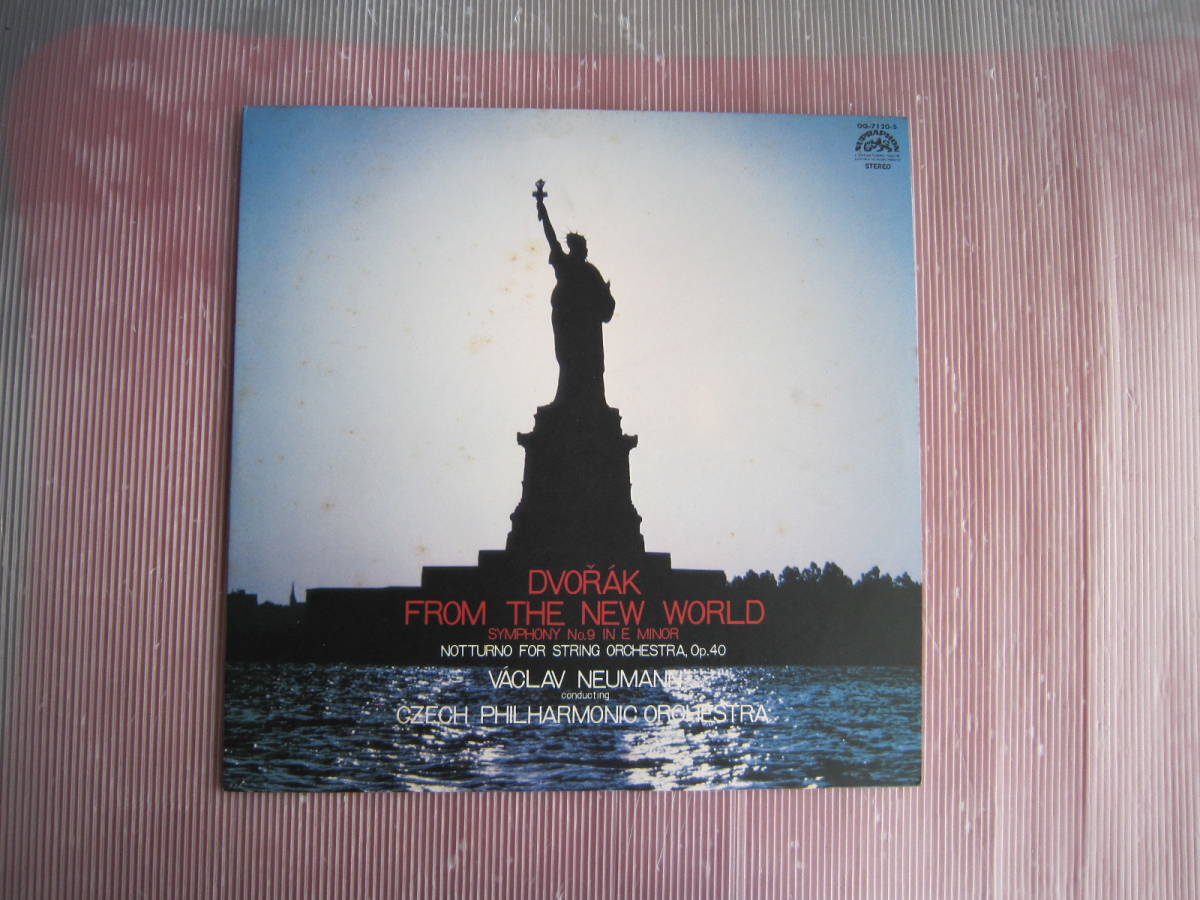 OQ-7120-S
SUPRAPHON
STEREO
DVOŘÁK
FROM THE NEW WORLD
SYMPHONY No.9 IN E MINOR
NOTTURNO FOR STRING ORCHESTRA, Op.40
VÁCLAV NEUMANN
conducting
CZECH PHILHARMONIC ORCHESTRA